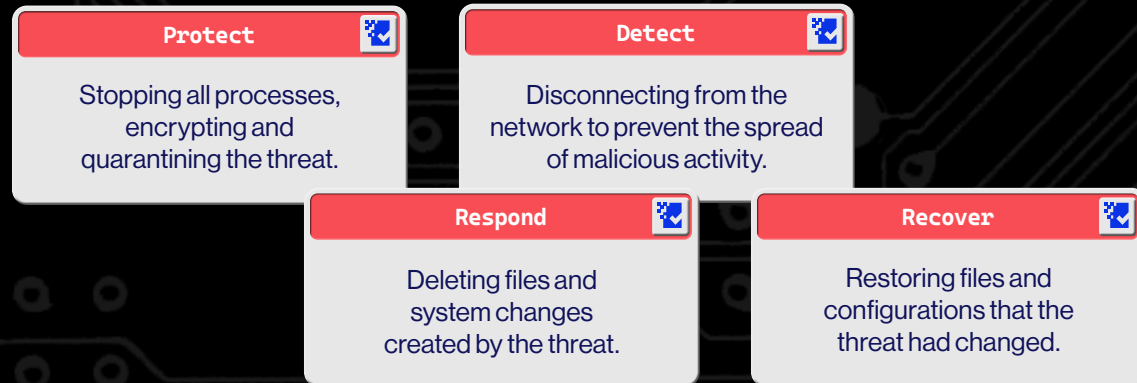 Protect
Stopping all processes,
encrypting and
quarantining the threat.
Detect
Disconnecting from the
network to prevent the spread
of malicious activity.
Respond
Deleting files and
system changes
created by the threat.
Recover
Restoring files and
configurations that the
threat had changed.